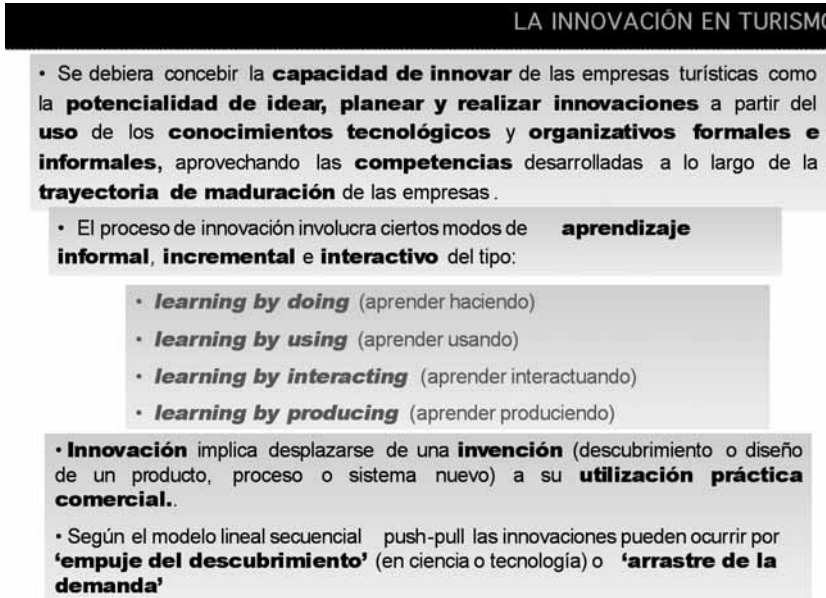 LA INNOVACIÓN EN TURISMO
• Se debiera concebir la capacidad de innovar de las empresas turísticas como
la potencialidad de idear, planear y realizar innovaciones a partir del
uso de los conocimientos tecnológicos y organizativos formales e
informales, aprovechando las competencias desarrolladas a lo largo de la
trayectoria de maduración de las empresas.
• El proceso de innovación involucra ciertos modos de aprendizaje
informal, incremental e interactivo del tipo:
• learning by doing (aprender haciendo)
• learning by using (aprender usando)
• learning by interacting (aprender interactuando)
• learning by producing (aprender produciendo)
• Innovación implica desplazarse de una invención (descubrimiento o diseño
de un producto, proceso o sistema nuevo) a su utilización práctica
comercial..
• Según el modelo lineal secuencial push-pull las innovaciones pueden ocurrir por
‘empuje del descubrimiento’ (en ciencia o tecnología) o ‘arrastre de la
demanda’